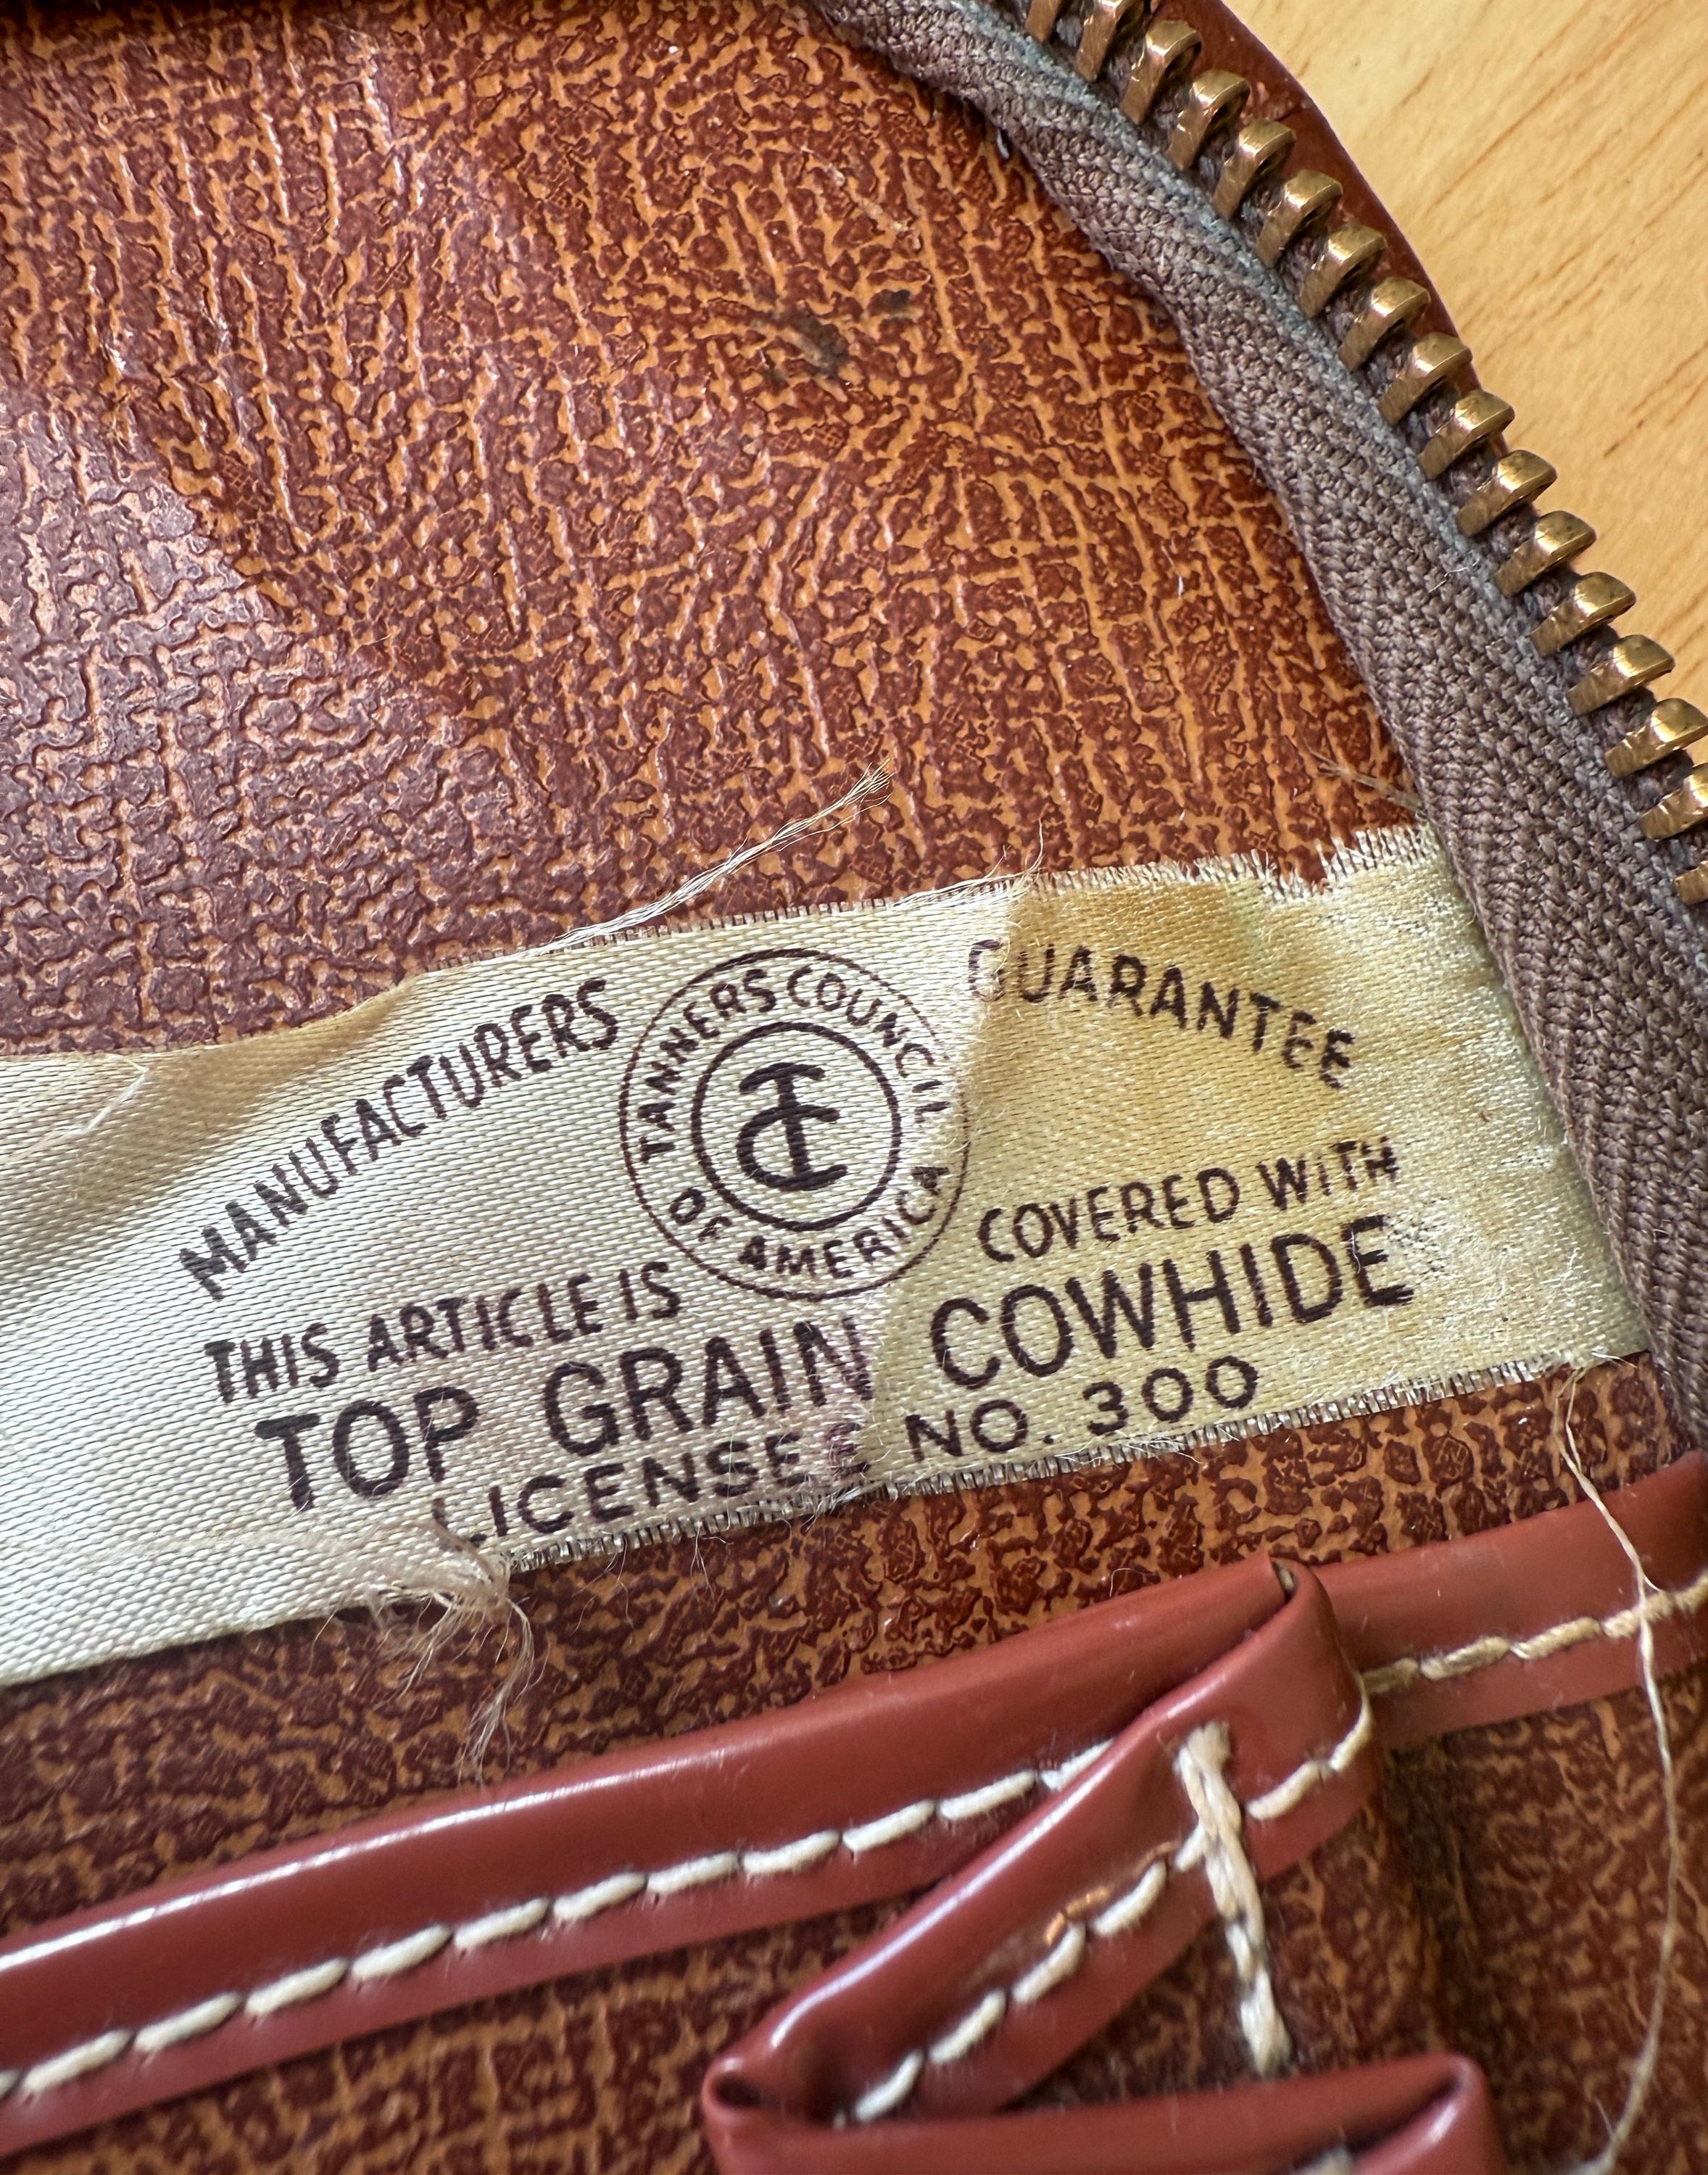 MANUFACTURERS GUARANTEE
TANNERS COUNCIL OF AMERICA
TC
THIS ARTICLE IS COVERED WITH
TOP GRAIN COWHIDE
LICENSEE NO. 300